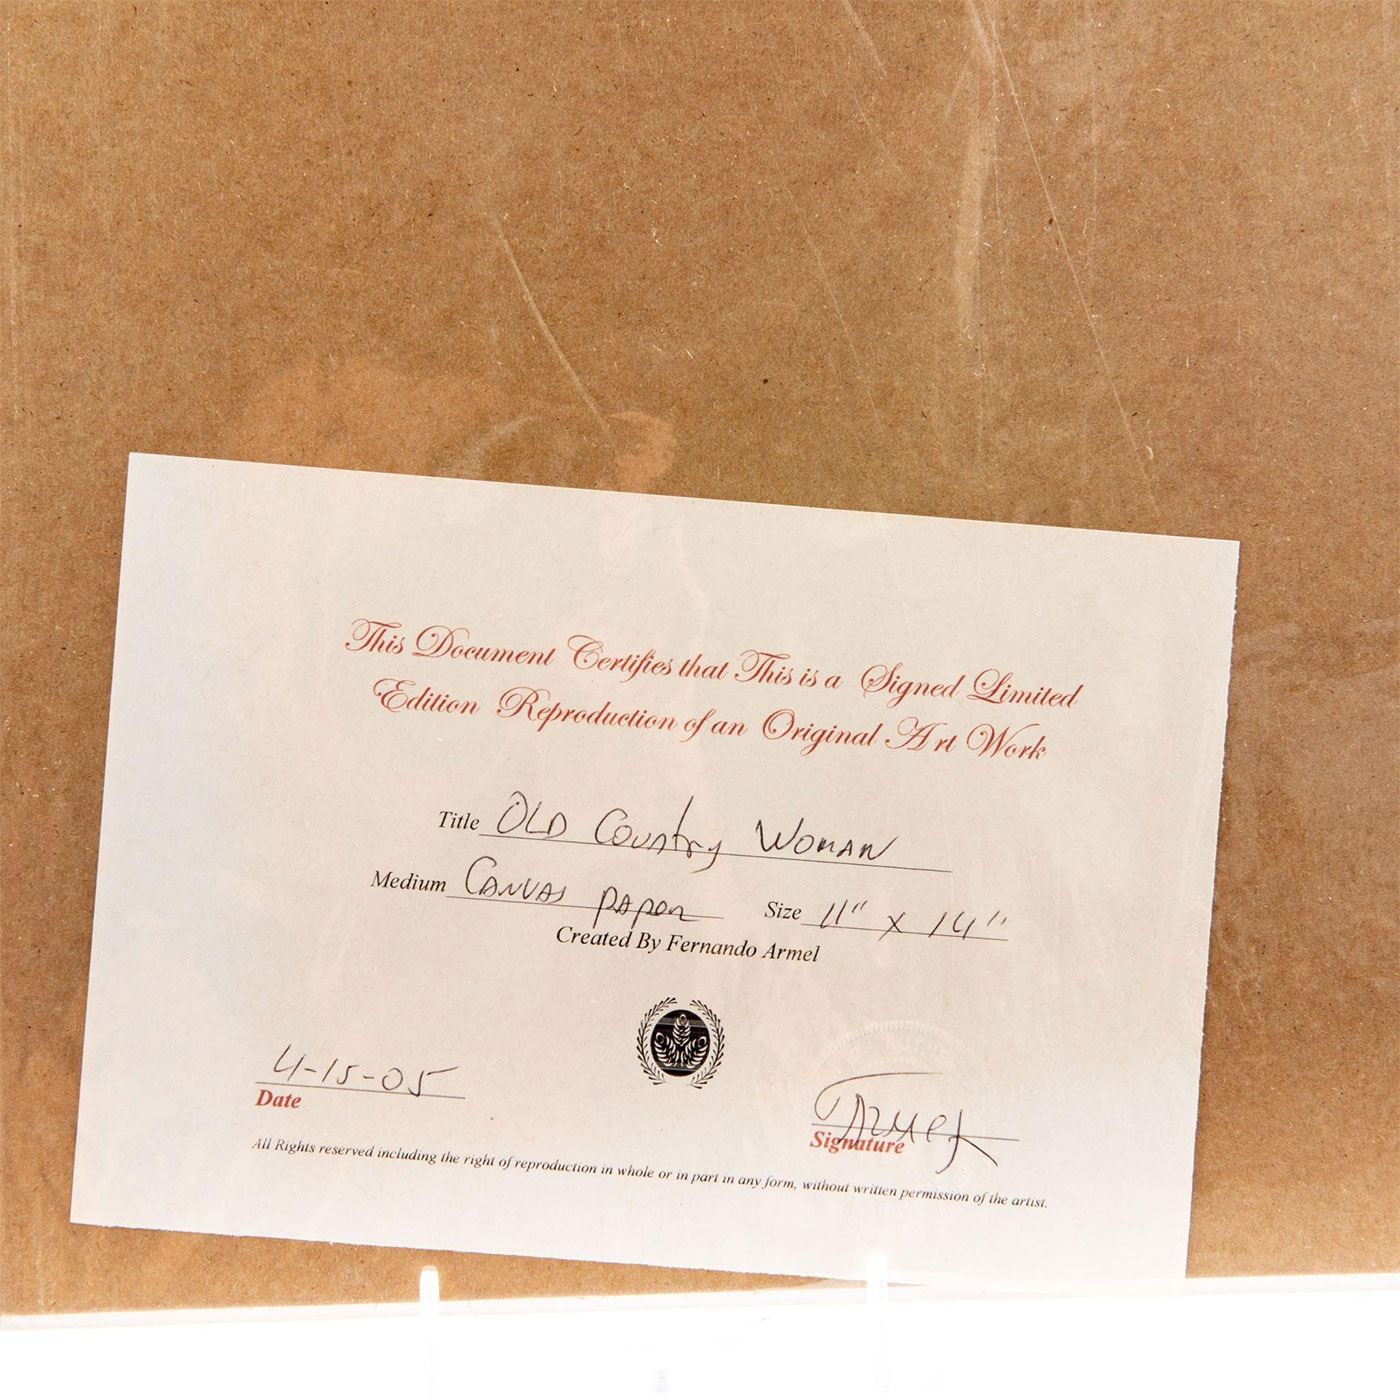 This Document Certifies that This is a Signed Limited
Edition Reproduction of an Original Art Work
Title OLD Country WOMAN
Medium CANVAS PAPER Size 11" X 14"
Created By Fernando Armel
4-15-05
Date
ARMEL
Signature
All Rights reserved including the right of reproduction in whole or in part in any form, without written permission of the artist.